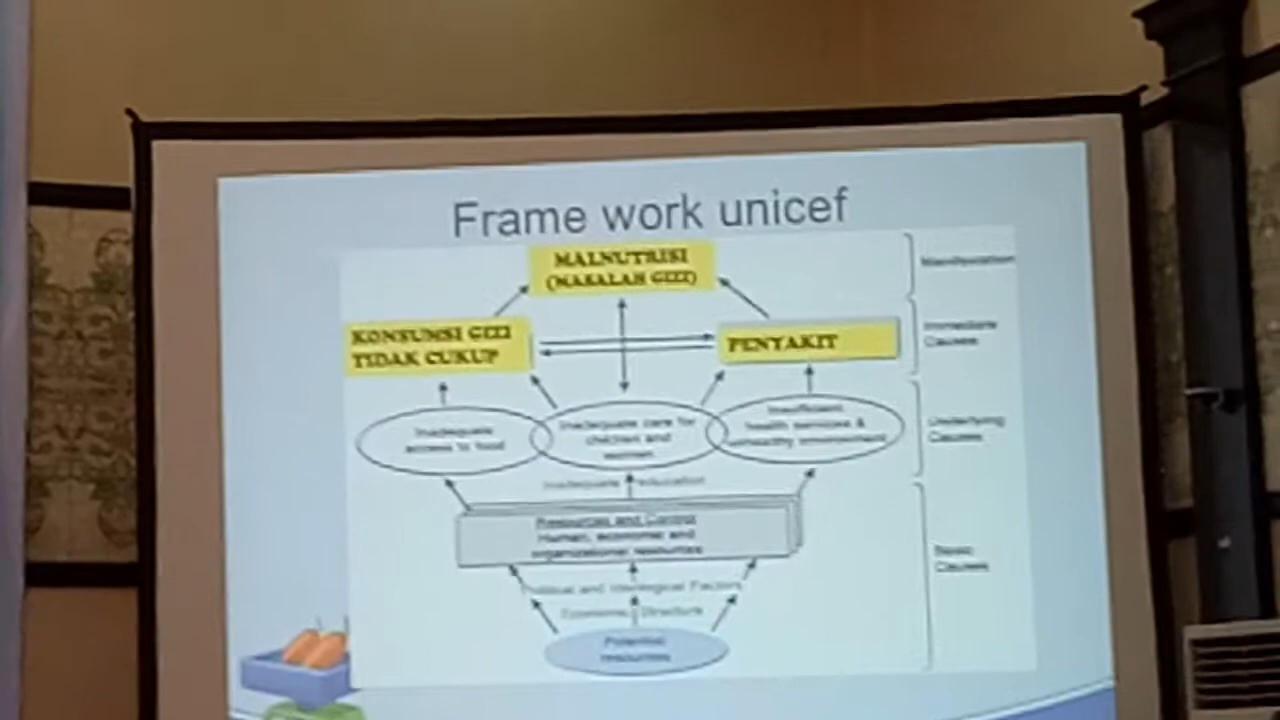 Frame work unicef
MALNUTRISI
(MASALAH GIZI)
Manifestation
KONSUMSI GIZI
TIDAK CUKUP
PENYAKIT
Immediate
Causes
Inadequate
access to food
Inadequate care for
children and
women
Insufficient
health services &
unhealthy environment
Underlying
Causes
Inadequate education
Resources and Control
Human, economic and
organizational resources
Basic
Causes
Political and Ideological Factors
Economic Structure
Potential
resources